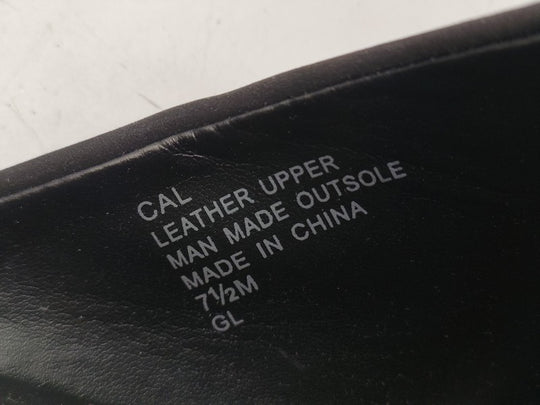 CAL
LEATHER UPPER
MAN MADE OUTSOLE
MADE IN CHINA
7½M
GL